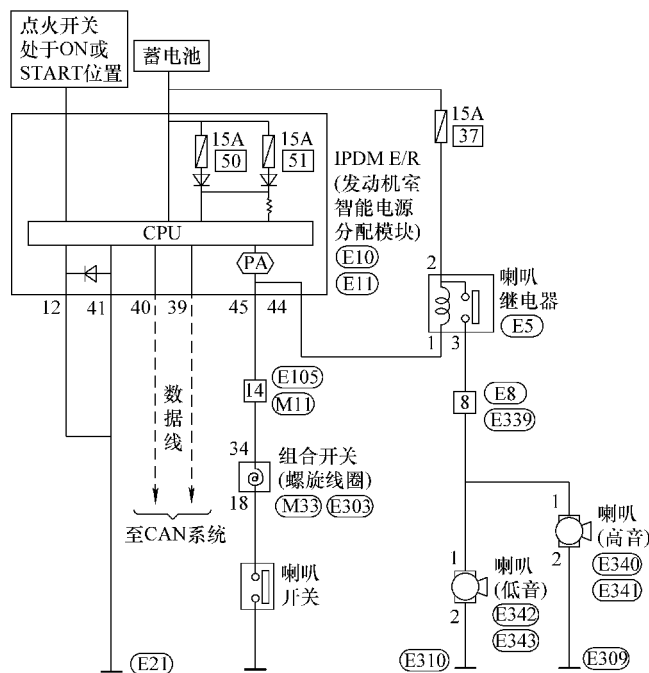 点火开关
处于ON或
START位置
蓄电池
15A
37
15A
50
15A
51
IPDM E/R
(发动机室
智能电源
分配模块)
E10
E11
CPU
PA
12
41
40
39
45
44
2
喇叭
继电器
E5
1
3
数据线
14
E105
M11
8
E8
E339
34
组合开关
(螺旋线圈)
18
M33
E303
至CAN系统
喇叭
开关
1
喇叭
(高音)
2
E340
E341
1
喇叭
(低音)
2
E342
E343
E21
E310
E309